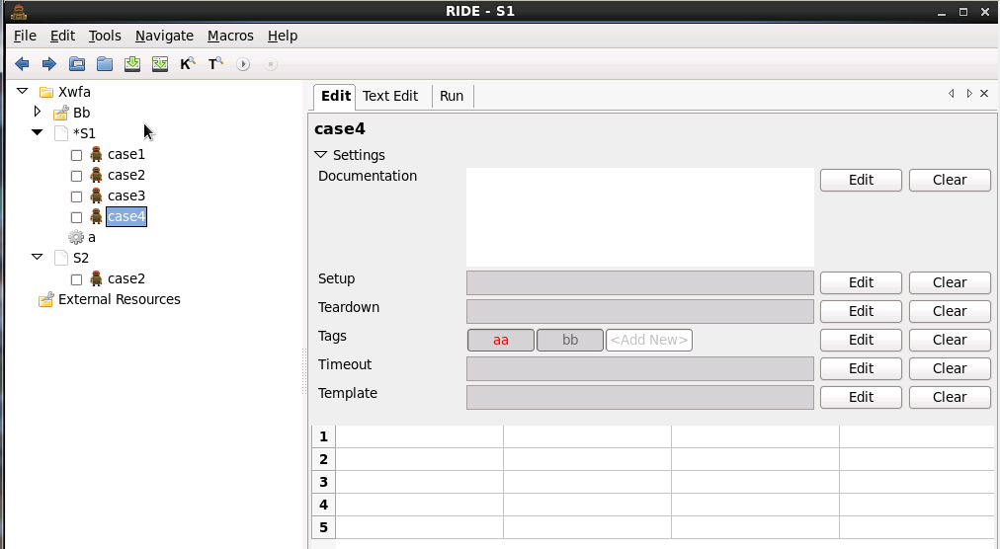 RIDE - S1
File Edit Tools Navigate Macros Help
K T
Xwfa
Bb
*S1
case1
case2
case3
case4
a
S2
case2
External Resources
Edit Text Edit Run
case4
Settings
Documentation Edit Clear
Setup Edit Clear
Teardown Edit Clear
Tags aa bb <Add New> Edit Clear
Timeout Edit Clear
Template Edit Clear
1
2
3
4
5